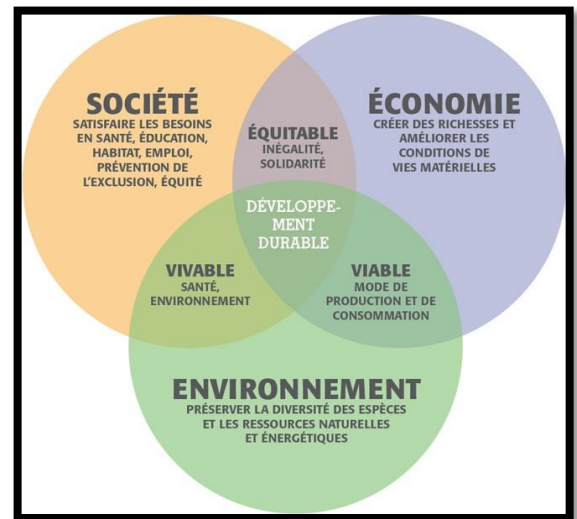 SOCIÉTÉ
SATISFAIRE LES BESOINS
EN SANTÉ, ÉDUCATION,
HABITAT, EMPLOI,
PRÉVENTION DE
L'EXCLUSION, ÉQUITÉ
ÉQUITABLE
INÉGALITÉ,
SOLIDARITÉ
ÉCONOMIE
CRÉER DES RICHESSES ET
AMÉLIORER LES
CONDITIONS DE
VIES MATÉRIELLES
DÉVELOPPE-
MENT
DURABLE
VIVABLE
SANTÉ,
ENVIRONNEMENT
VIABLE
MODE DE
PRODUCTION ET DE
CONSOMMATION
ENVIRONNEMENT
PRÉSERVER LA DIVERSITÉ DES ESPÈCES
ET LES RESSOURCES NATURELLES
ET ÉNERGÉTIQUES